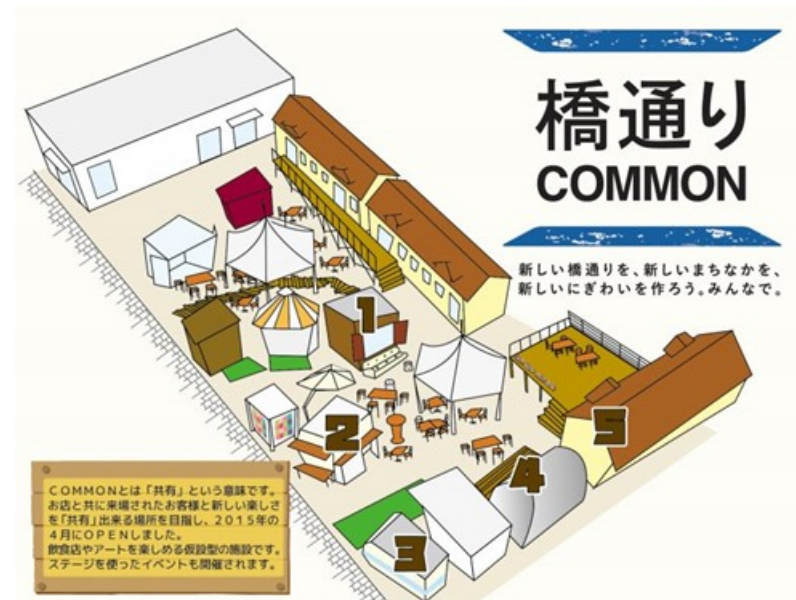 橋通り
COMMON
新しい橋通りを、新しいまちなかを、
新しいにぎわいを作ろう。みんなで。
1
2
3
4
5
COMMONとは「共有」という意味です。
お店と共に来場されたお客様と新しい楽しさ
を「共有」出来る場所を目指し、2015年の
4月にOPENしました。
飲食店やアートを楽しめる仮設型の施設です。
ステージを使ったイベントも開催されます。